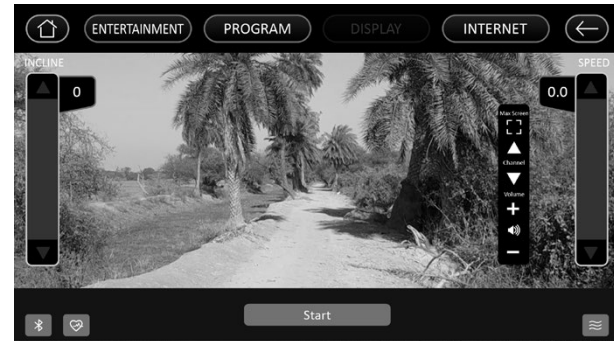 ENTERTAINMENT
PROGRAM
DISPLAY
INTERNET
INCLINE
SPEED
0
0.0
Max Screen
Channel
Volume
Start